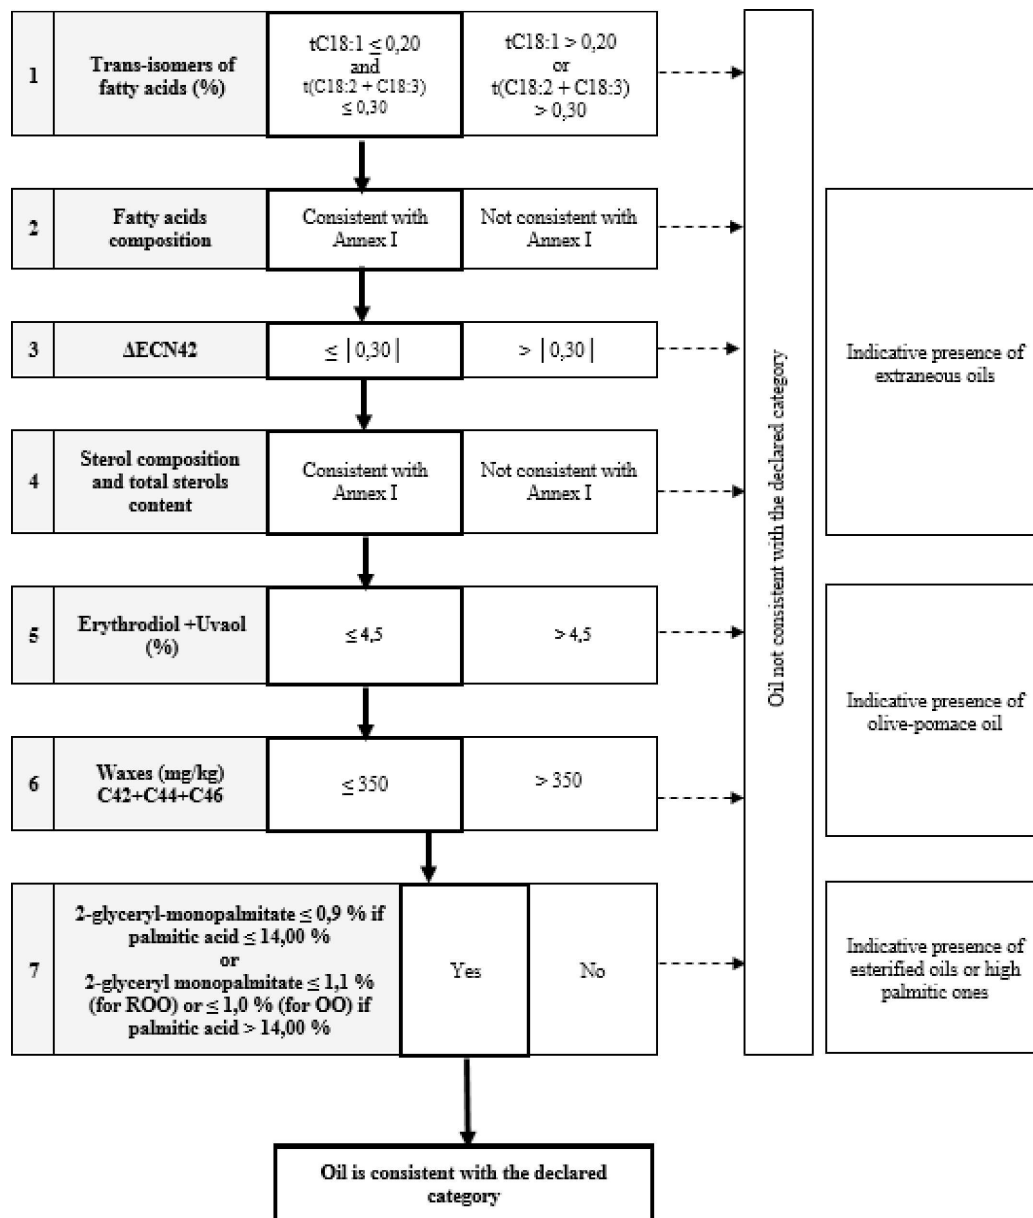 1
Trans-isomers of
fatty acids (%)
tC18:1 ≤ 0,20
and
t(C18:2 + C18:3)
≤ 0,30
tC18:1 > 0,20
or
t(C18:2 + C18:3)
> 0,30
2
Fatty acids
composition
Consistent with
Annex I
Not consistent with
Annex I
3
ΔECN42
≤ |0,30|
> |0,30|
4
Sterol composition
and total sterols
content
Consistent with
Annex I
Not consistent with
Annex I
5
Erythrodiol +Uvaol
(%)
≤ 4,5
> 4,5
6
Waxes (mg/kg)
C42+C44+C46
≤ 350
> 350
7
2-glyceryl-monopalmitate ≤ 0,9 % if
palmitic acid ≤ 14,00 %
or
2-glyceryl monopalmitate ≤ 1,1 %
(for ROO) or ≤ 1,0 % (for OO) if
palmitic acid > 14,00 %
Yes
No
Oil not consistent with the declared category
Indicative presence of
extraneous oils
Indicative presence of
olive-pomace oil
Indicative presence of
esterified oils or high
palmitic ones
Oil is consistent with the declared
category